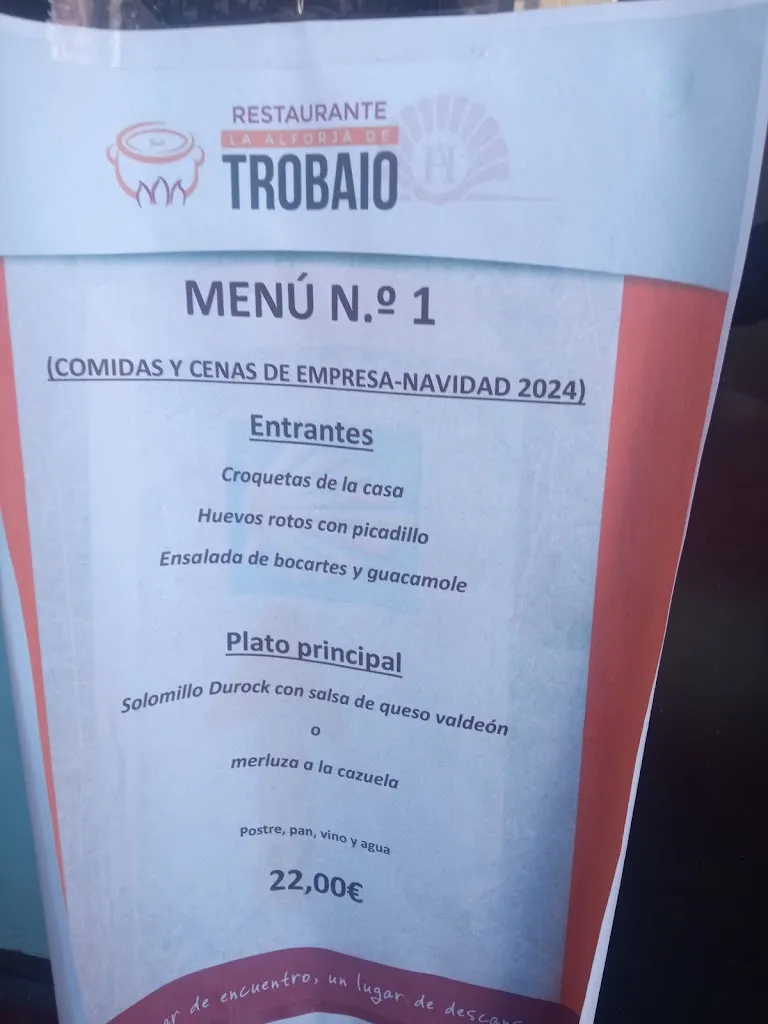 RESTAURANTE
LA ALFORJA DE
TROBAJO
MENÚ N.º 1
(COMIDAS Y CENAS DE EMPRESA-NAVIDAD 2024)
Entrantes
Croquetas de la casa
Huevos rotos con picadillo
Ensalada de bocartes y guacamole
Plato principal
Solomillo Durock con salsa de queso valdeón
o
merluza a la cazuela
Postre, pan, vino y agua
22,00€
de encuentro, un lugar de